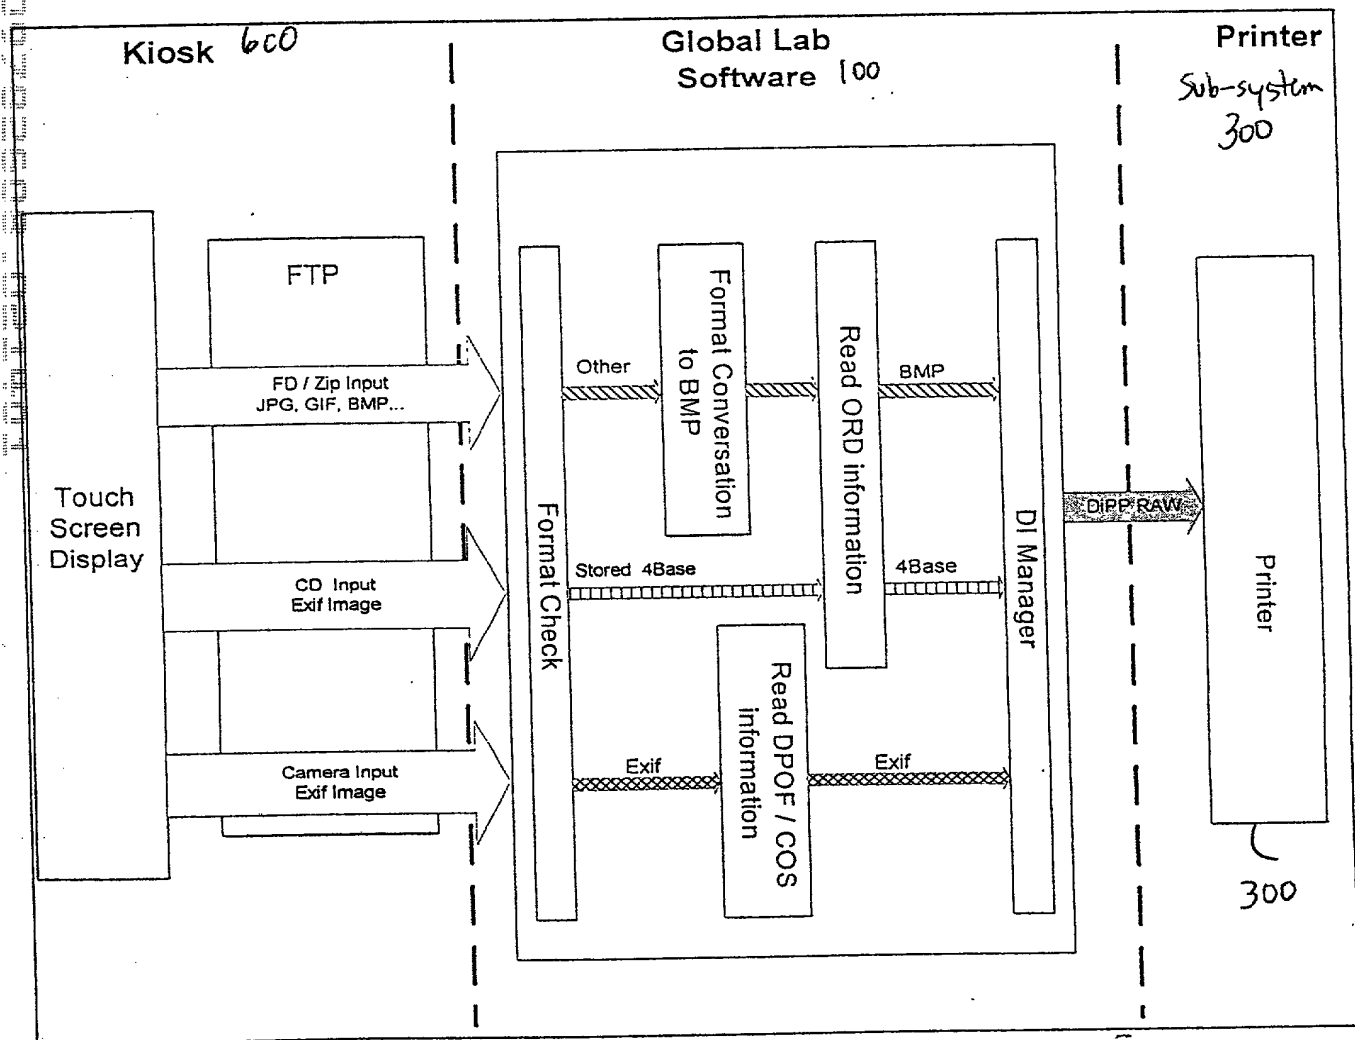 Kiosk 600
Global Lab
Software 100
Printer
Sub-system
300
FTP
FD / Zip Input
JPG, GIF, BMP...
Touch
Screen
Display
CD Input
Exif Image
Camera Input
Exif Image
Format Check
Other
Format Conversation
to BMP
Read ORD information
BMP
Stored 4Base
4Base
Exif
Read DPOF / COS
information
Exif
DI Manager
DiPP RAW
Printer
300